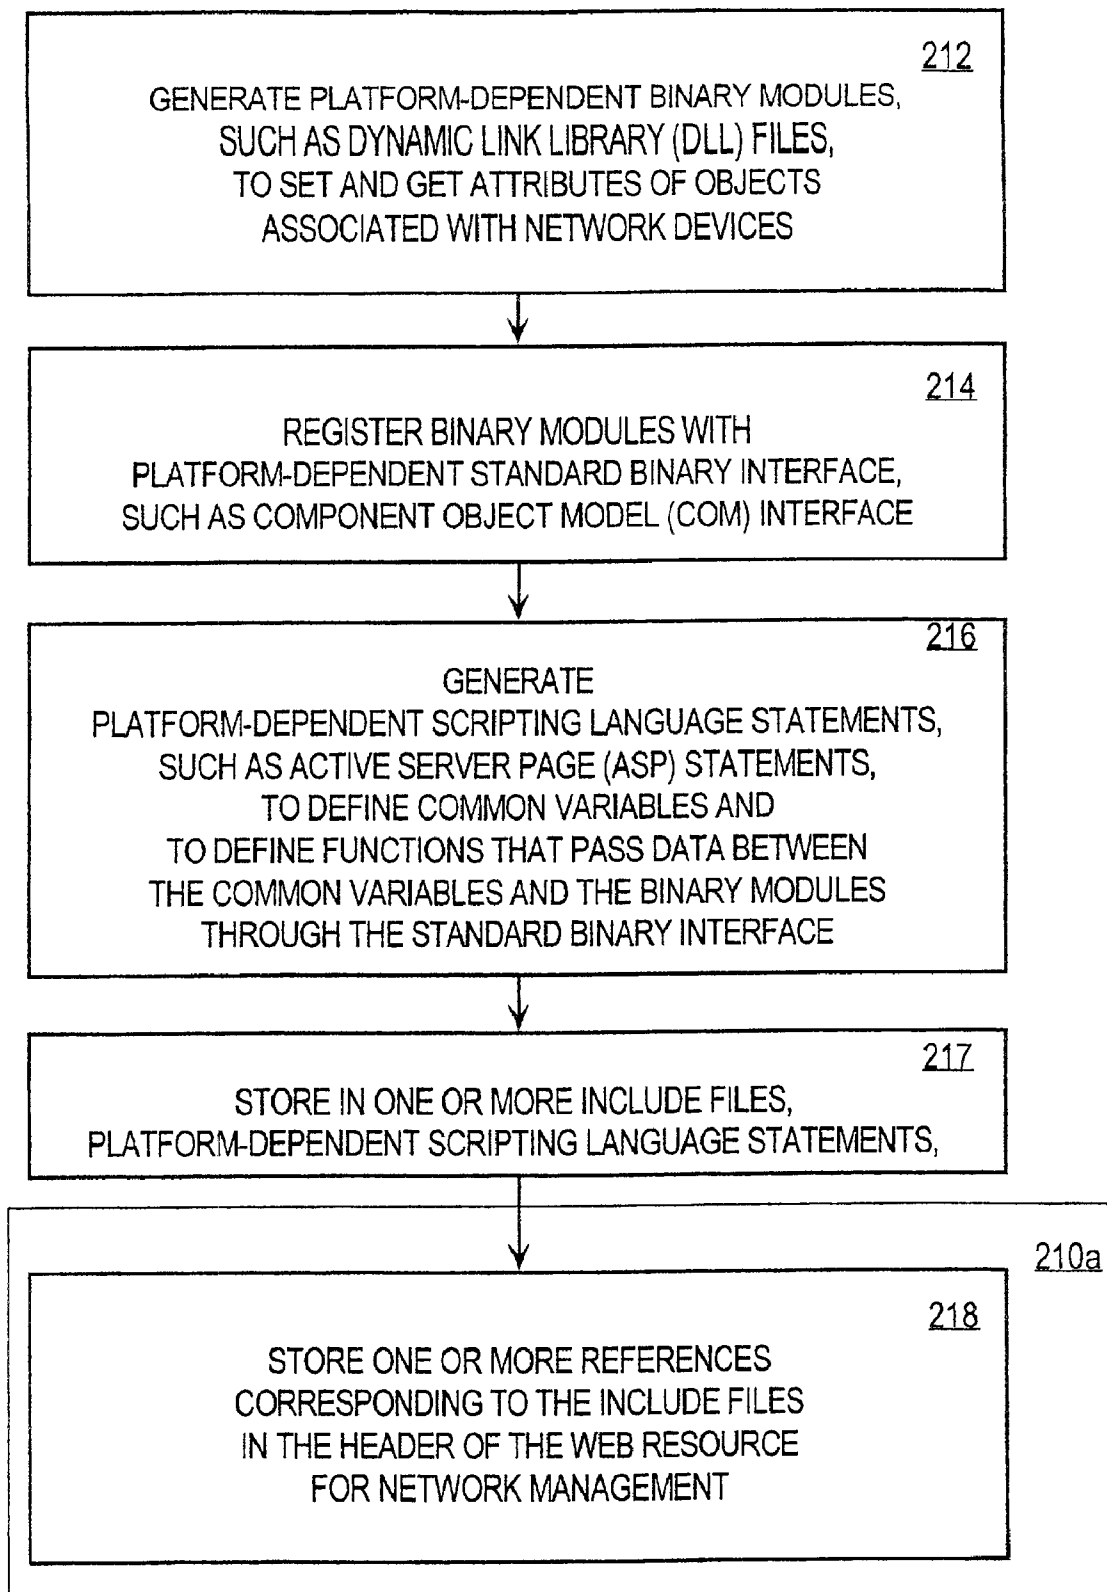 212
GENERATE PLATFORM-DEPENDENT BINARY MODULES,
SUCH AS DYNAMIC LINK LIBRARY (DLL) FILES,
TO SET AND GET ATTRIBUTES OF OBJECTS
ASSOCIATED WITH NETWORK DEVICES
214
REGISTER BINARY MODULES WITH
PLATFORM-DEPENDENT STANDARD BINARY INTERFACE,
SUCH AS COMPONENT OBJECT MODEL (COM) INTERFACE
216
GENERATE
PLATFORM-DEPENDENT SCRIPTING LANGUAGE STATEMENTS,
SUCH AS ACTIVE SERVER PAGE (ASP) STATEMENTS,
TO DEFINE COMMON VARIABLES AND
TO DEFINE FUNCTIONS THAT PASS DATA BETWEEN
THE COMMON VARIABLES AND THE BINARY MODULES
THROUGH THE STANDARD BINARY INTERFACE
217
STORE IN ONE OR MORE INCLUDE FILES,
PLATFORM-DEPENDENT SCRIPTING LANGUAGE STATEMENTS,
210a
218
STORE ONE OR MORE REFERENCES
CORRESPONDING TO THE INCLUDE FILES
IN THE HEADER OF THE WEB RESOURCE
FOR NETWORK MANAGEMENT